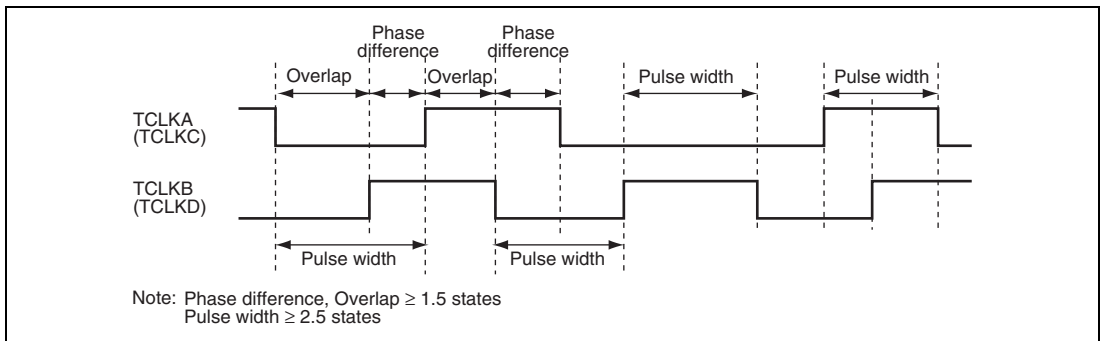 Phase difference
Phase difference
Overlap
Overlap
Pulse width
Pulse width
TCLKA
(TCLKC)
TCLKB
(TCLKD)
Pulse width
Pulse width
Note: Phase difference, Overlap ≥ 1.5 states
Pulse width ≥ 2.5 states